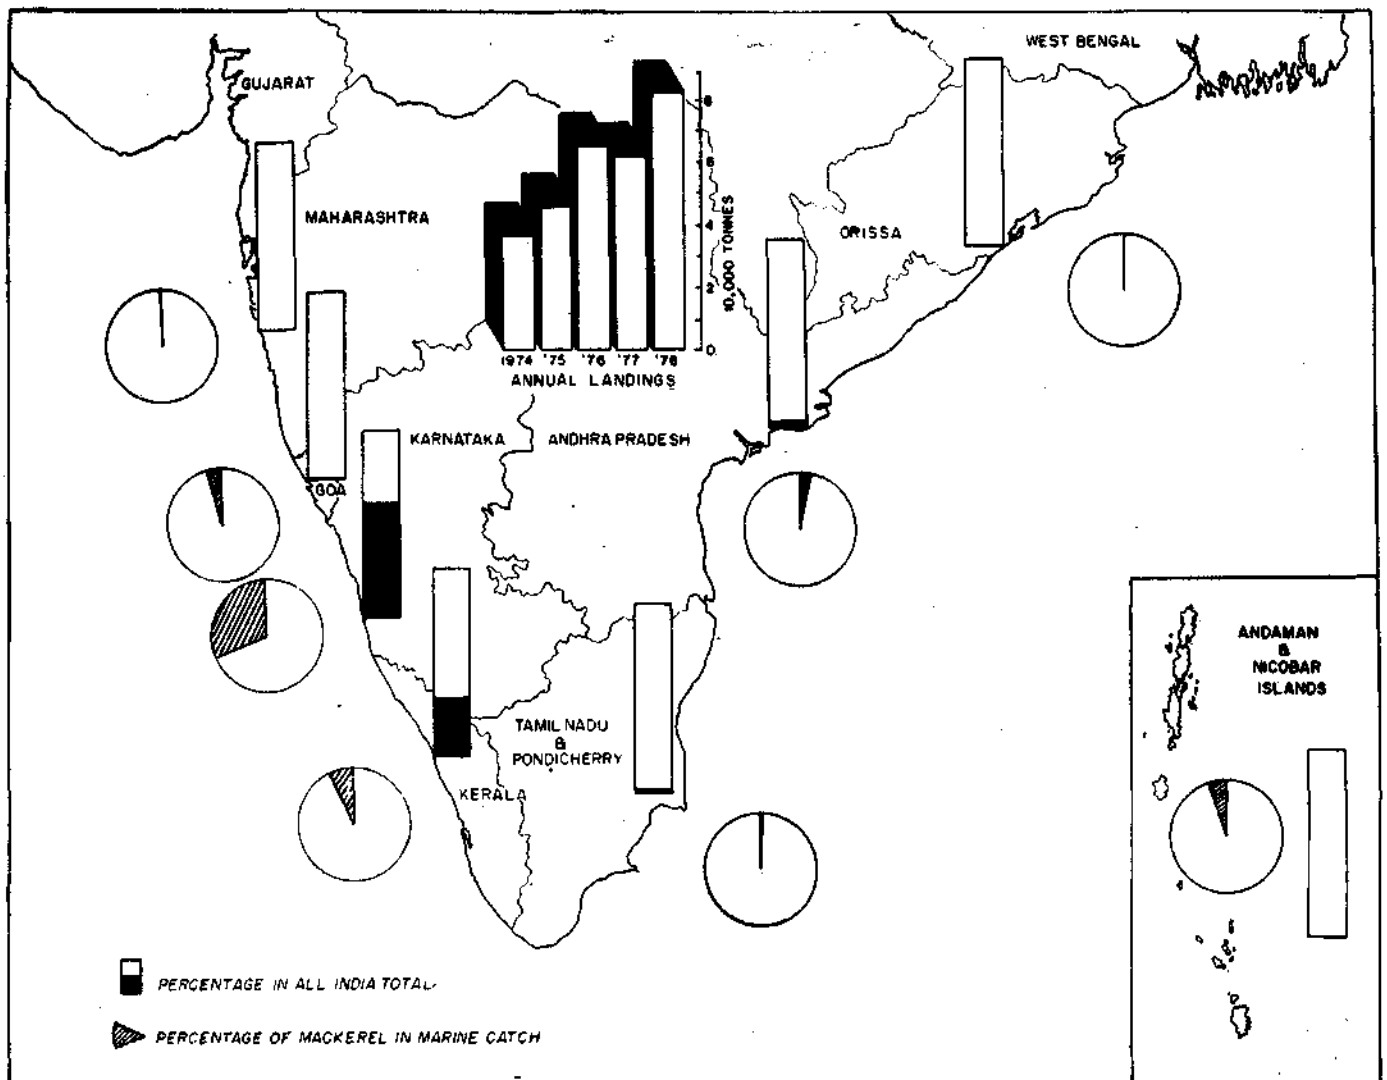 WEST BENGAL
GUJARAT
MAHARASHTRA
ORISSA
8
6
4
2
0
10,000 TONNES
1974 '75 '76 '77 '78
ANNUAL LANDINGS
KARNATAKA
ANDHRA PRADESH
GOA
ANDAMAN
&
NICOBAR
ISLANDS
TAMIL NADU
&
PONDICHERRY
KERALA
PERCENTAGE IN ALL INDIA TOTAL
PERCENTAGE OF MACKEREL IN MARINE CATCH